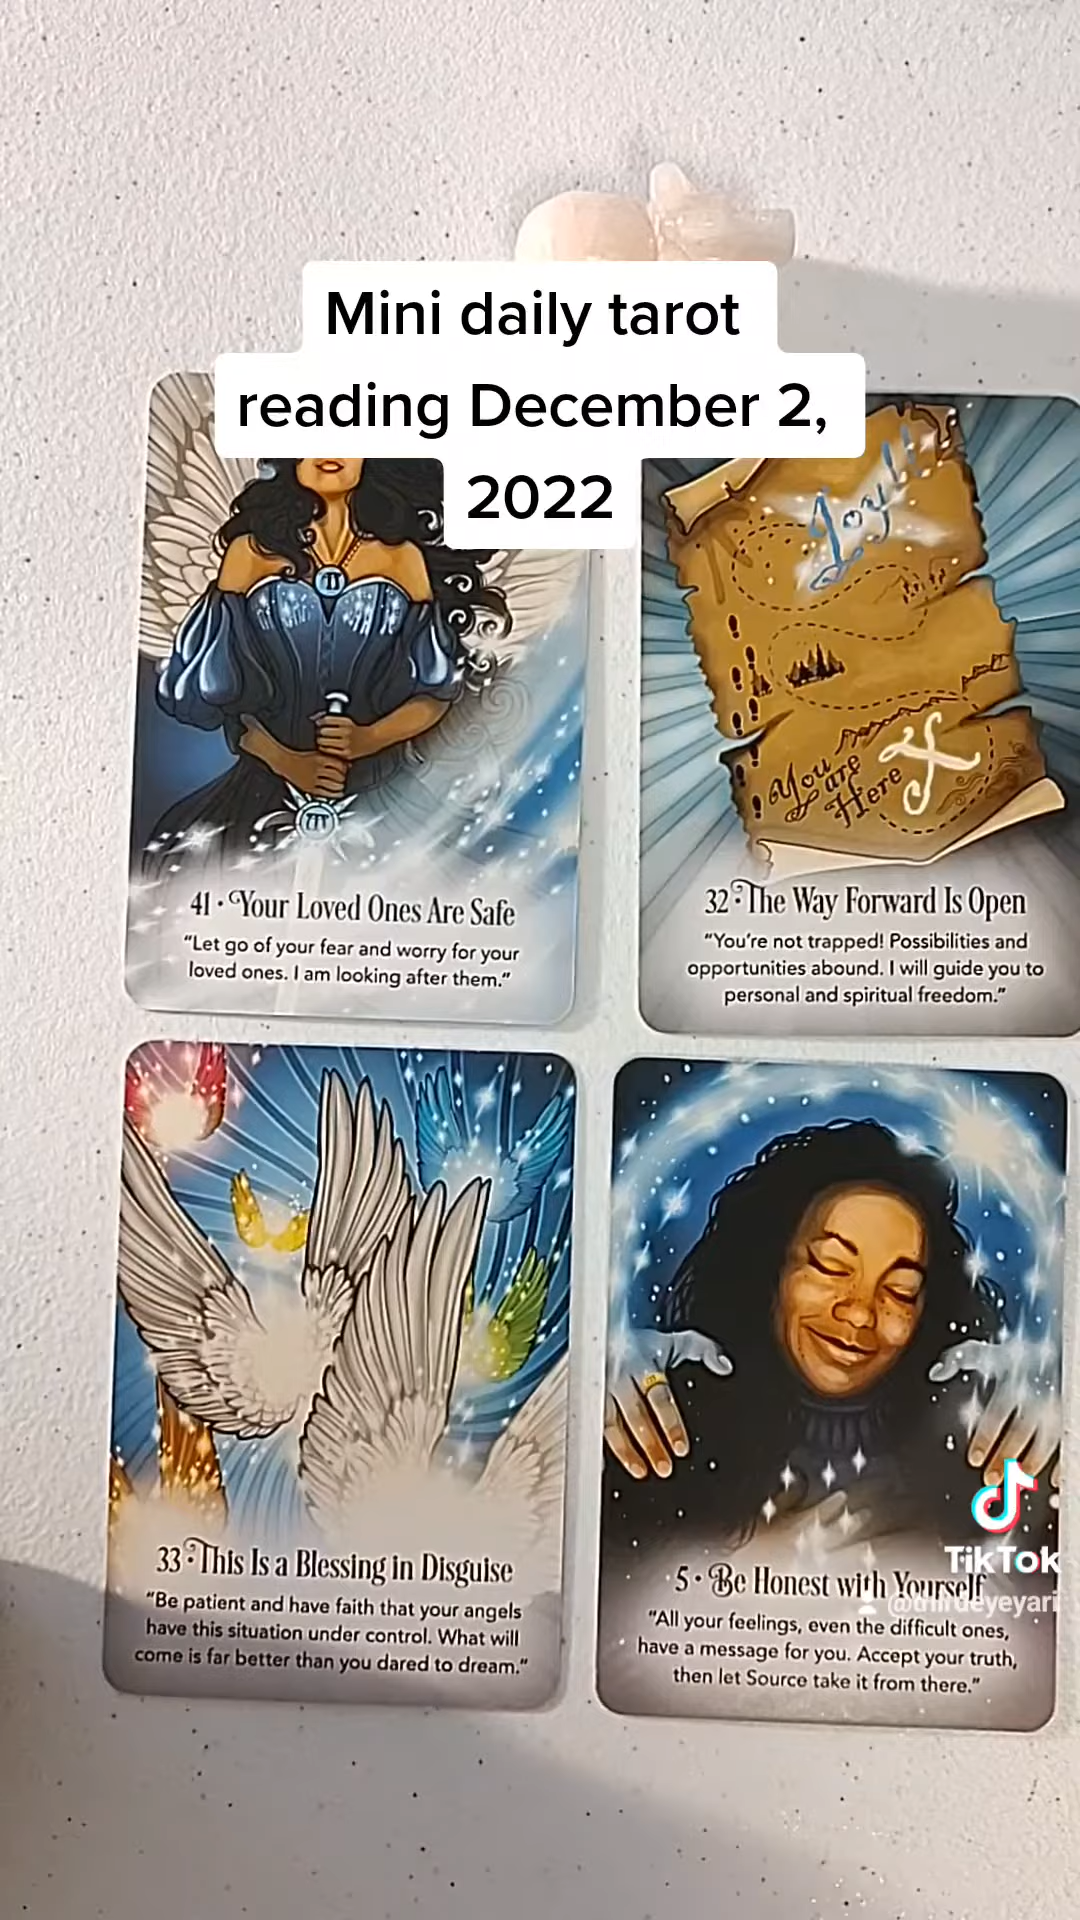 Mini daily tarot
reading December 2,
2022
Joy!!
You
are
Here
41 · Your Loved Ones Are Safe
“Let go of your fear and worry for your
loved ones. I am looking after them.”
32 · The Way Forward Is Open
“You’re not trapped! Possibilities and
opportunities abound. I will guide you to
personal and spiritual freedom.”
33 · This Is a Blessing in Disguise
“Be patient and have faith that your angels
have this situation under control. What will
come is far better than you dared to dream.”
5 · Be Honest with Yourself
“All your feelings, even the difficult ones,
have a message for you. Accept your truth,
then let Source take it from there.”
TikTok
@thirdeyeyari